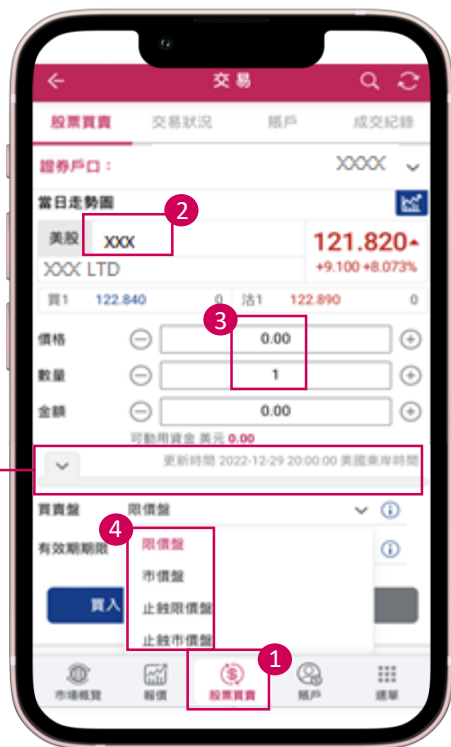 交易
股票買賣 交易狀況 賬戶 成交紀錄
證券戶口： XXXX
當日走勢圖
2
美股 XXX 121.820
XXX LTD +9.100 +8.073%
買1 122.840 0 沽1 122.890 0
3
價格 0.00
數量 1
金額 0.00
可動用資金 美元 0.00
更新時間 2022-12-29 20:00:00 美國東岸時間
買賣盤 限價盤
4
有效期期限 限價盤
市價盤
買入 止蝕限價盤
止蝕市價盤
1
市場概覽 報價 股票買賣 賬戶 選單